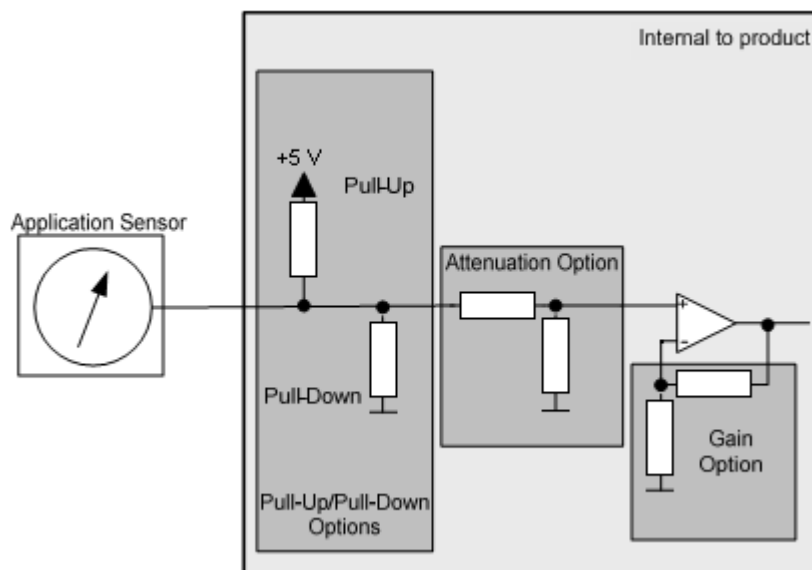 Internal to product
+5 V
Pull-Up
Application Sensor
Attenuation Option
+
-
Pull-Down
Gain
Option
Pull-Up/Pull-Down
Options